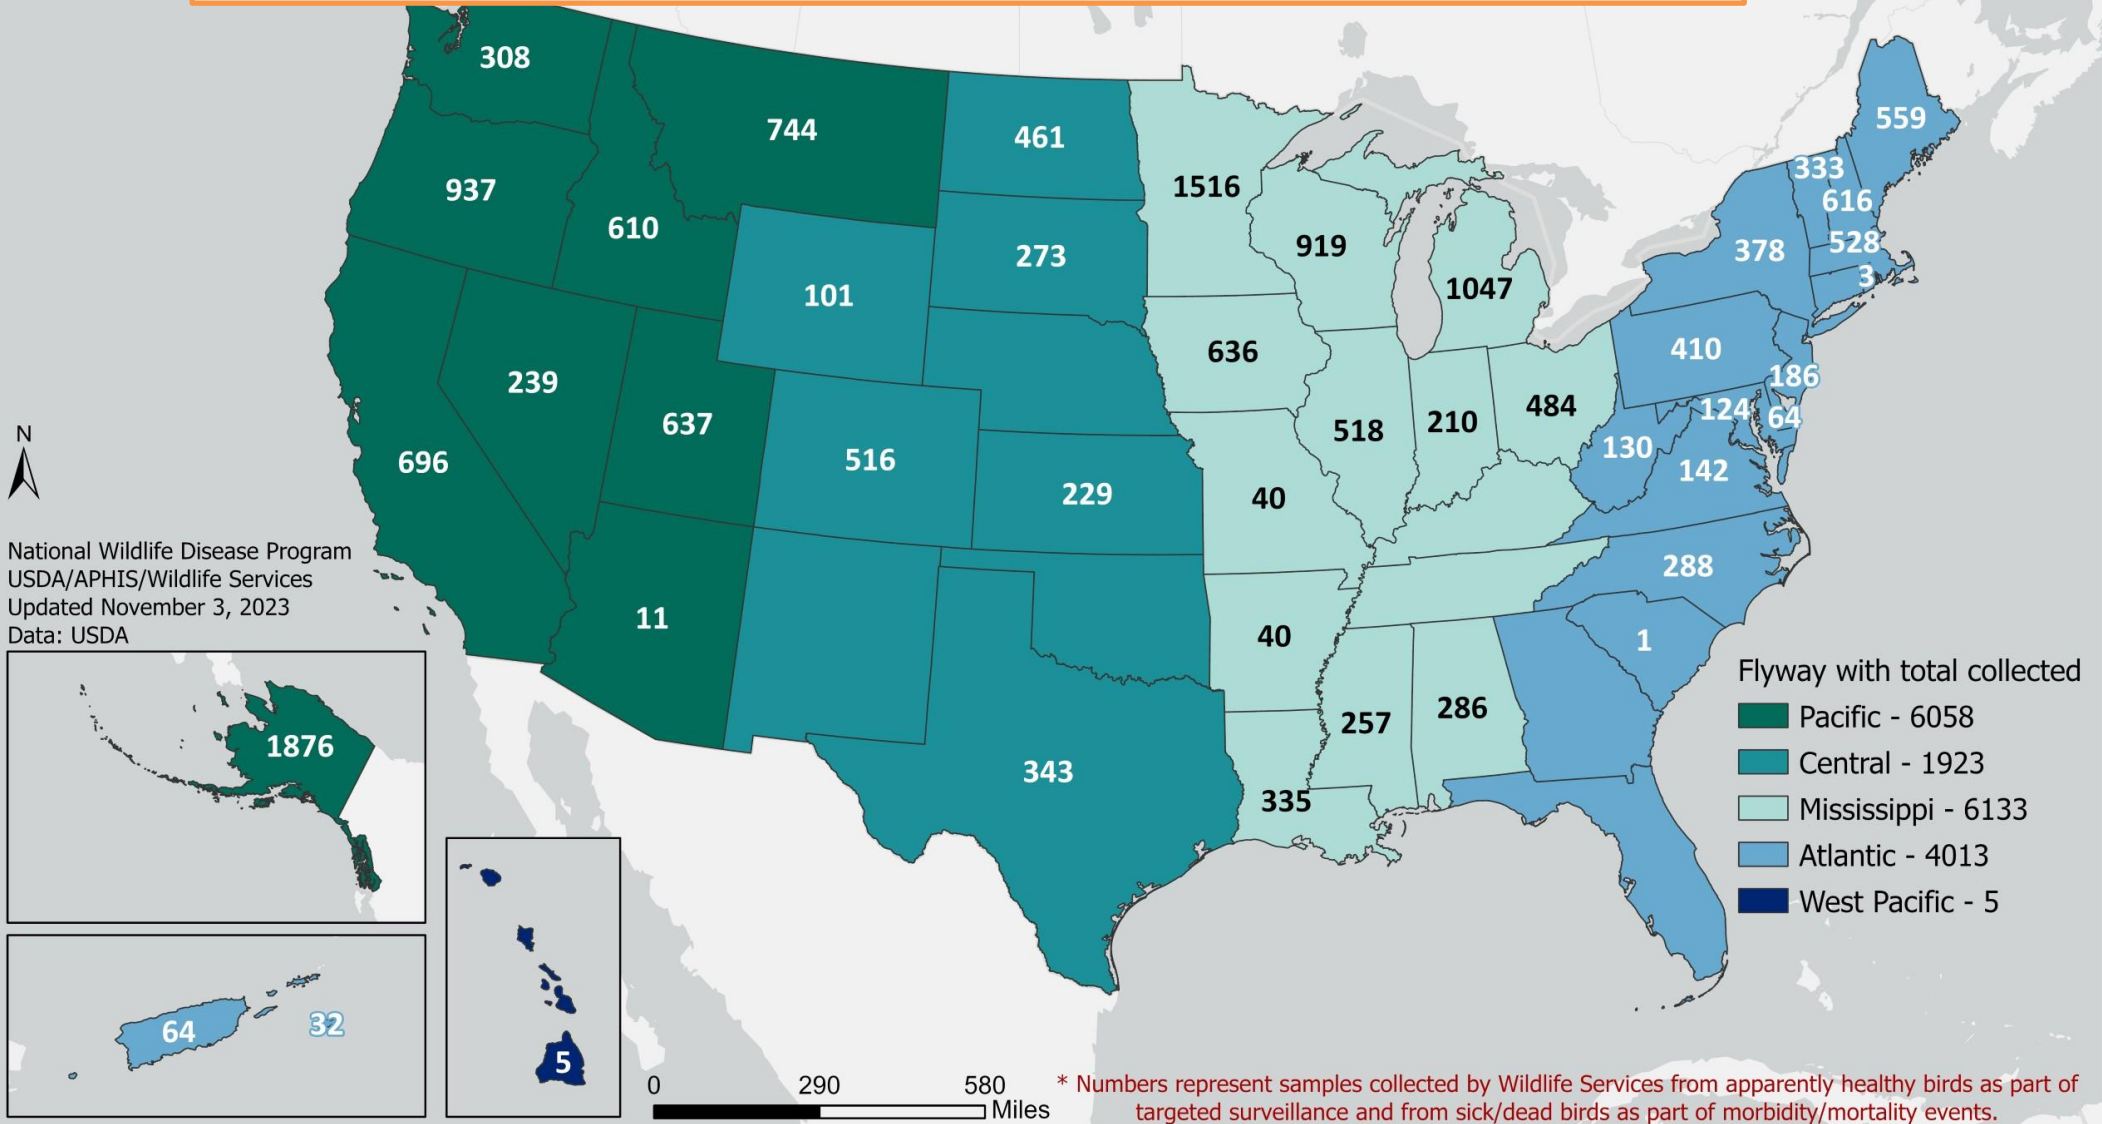 308
744
461
1516
559
333
616
937
610
273
919
528
378
3
1047
101
636
410
239
186
637
518
210
484
124
64
N
696
516
229
40
130
142
National Wildlife Disease Program
USDA/APHIS/Wildlife Services
Updated November 3, 2023
Data: USDA
11
40
288
1
1876
343
335
257
286
Flyway with total collected
Pacific - 6058
Central - 1923
Mississippi - 6133
Atlantic - 4013
West Pacific - 5
64
32
5
0 290 580
Miles
* Numbers represent samples collected by Wildlife Services from apparently healthy birds as part of
targeted surveillance and from sick/dead birds as part of morbidity/mortality events.